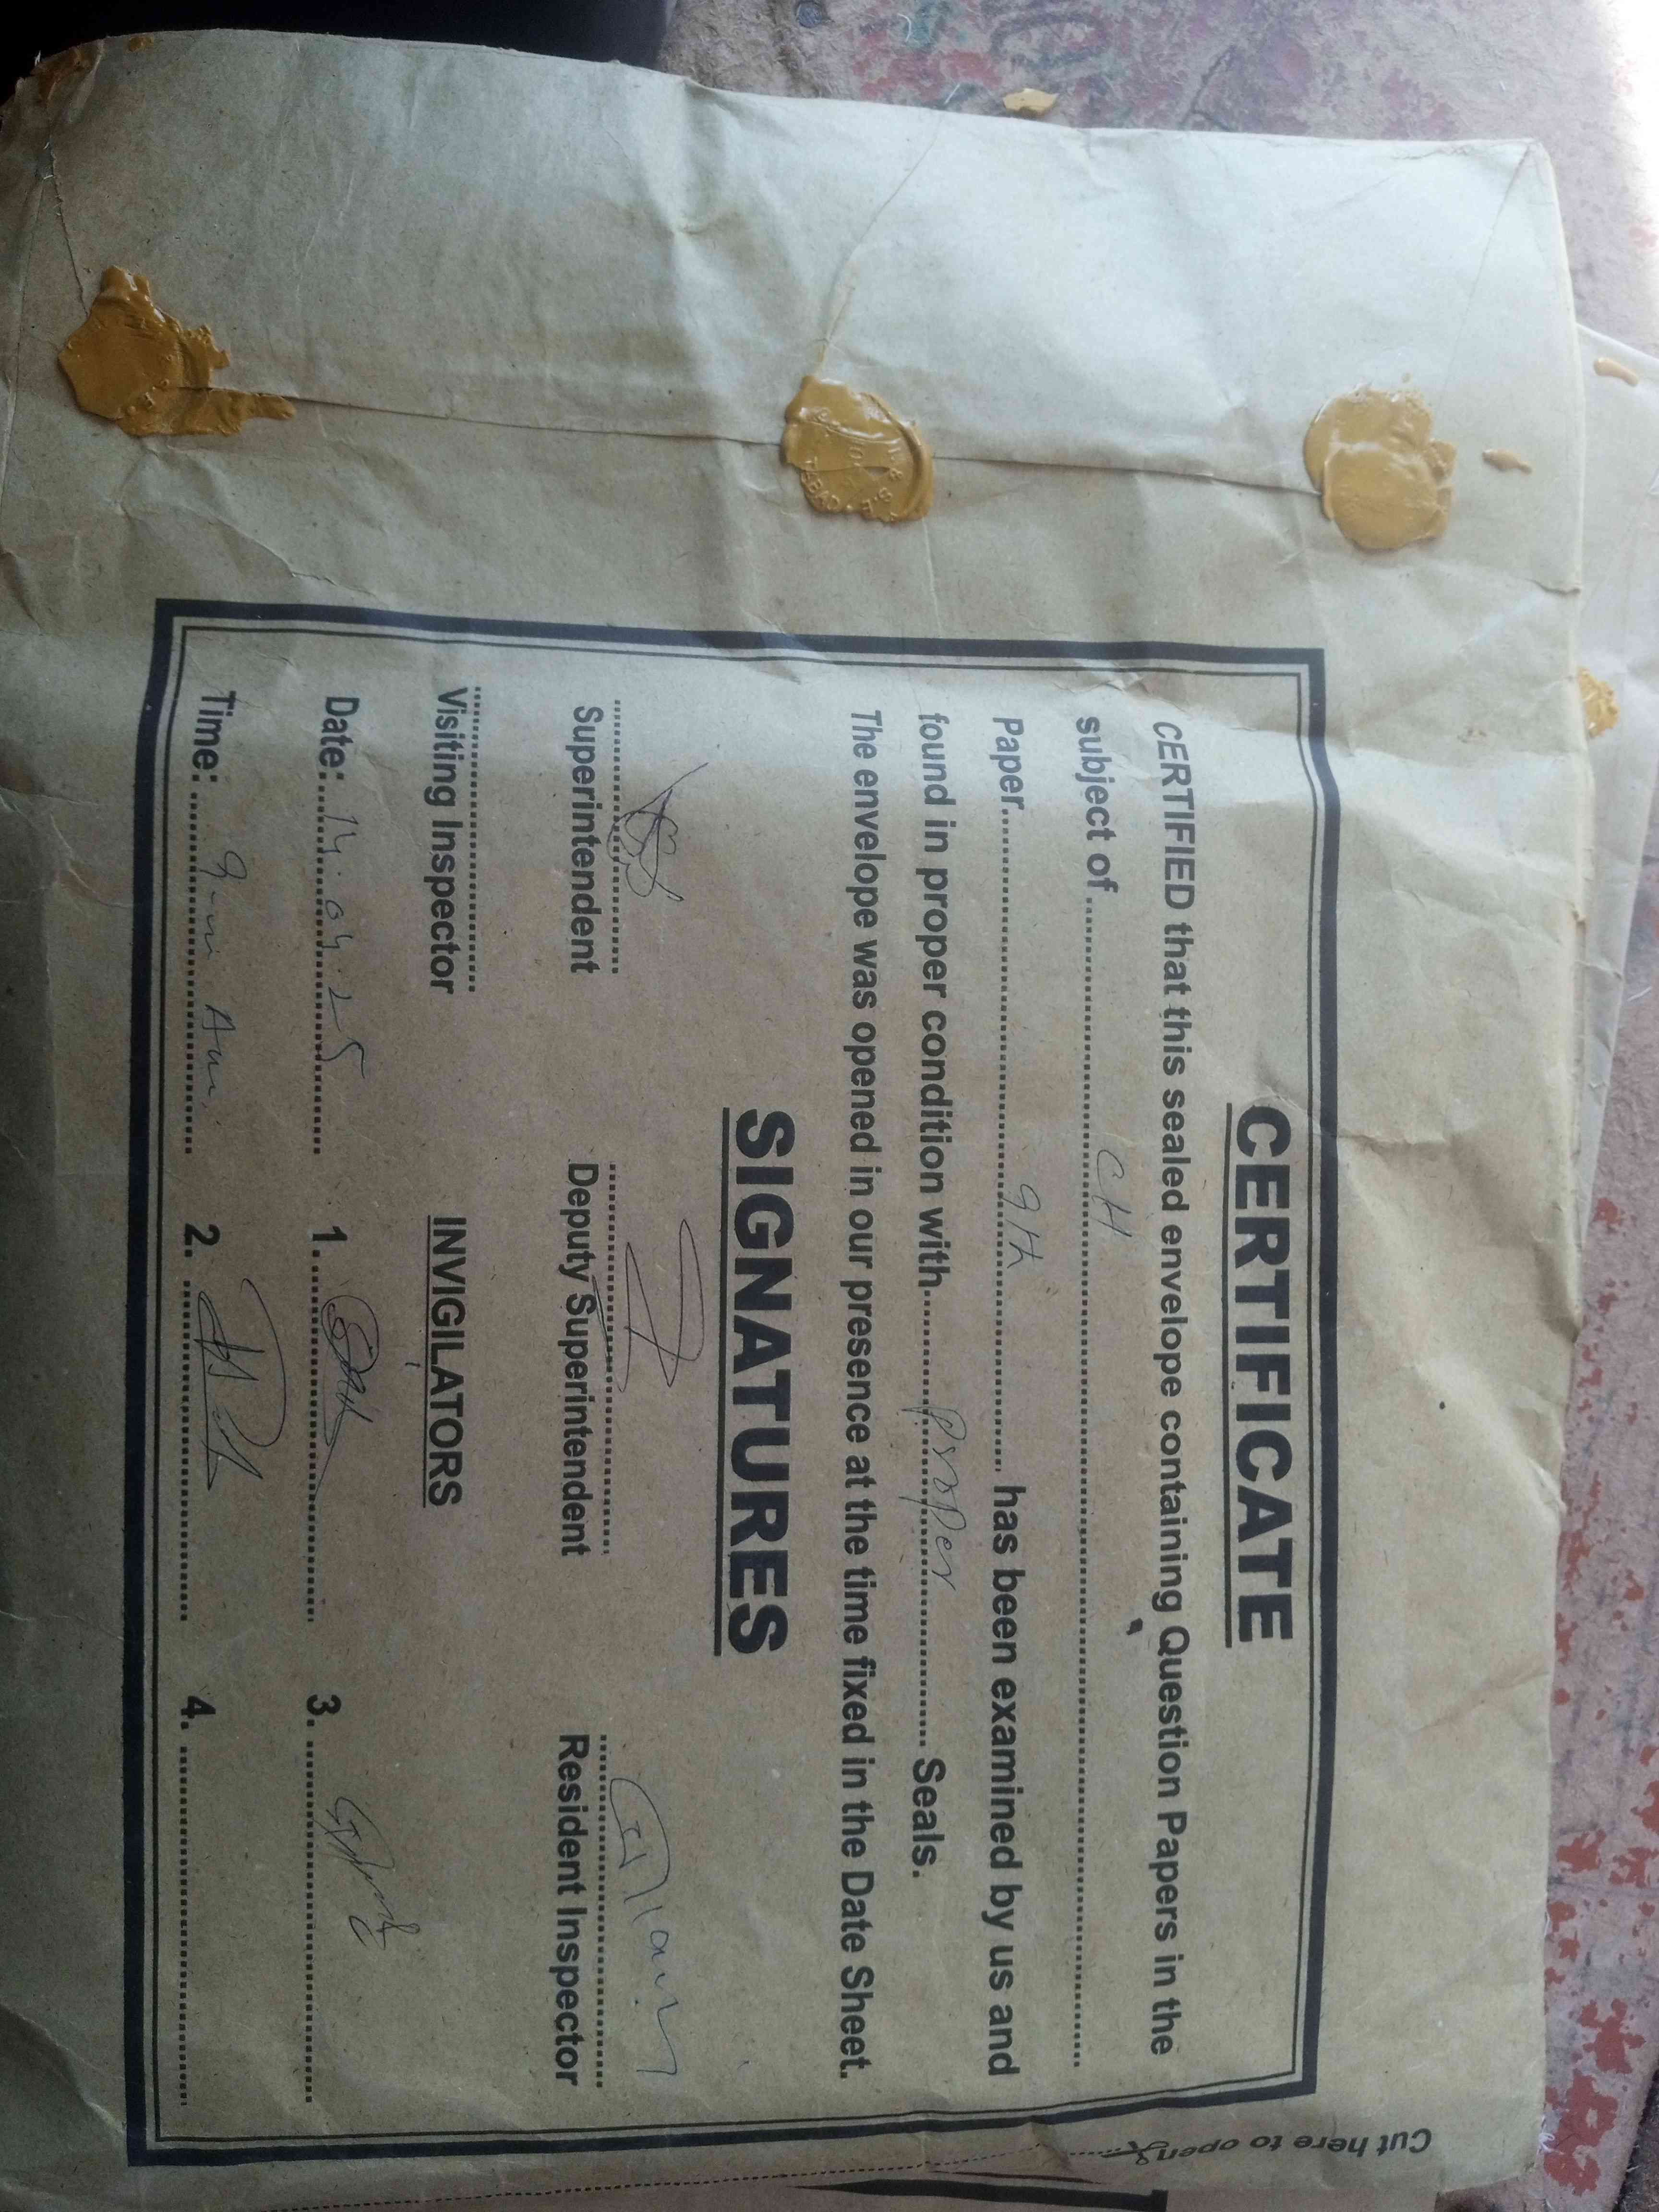 CERTIFICATE
CERTIFIED that this sealed envelope containing Question Papers in the
subject of ........ CH ........
Paper........ 9th ........ has been examined by us and
found in proper condition with........ proper ........ Seals.
The envelope was opened in our presence at the time fixed in the Date Sheet.
SIGNATURES
Superintendent Deputy Superintendent Resident Inspector
Visiting Inspector INVIGILATORS
Date: 14.04.25 1. 3.
Time: 2. 4.
Cut here to open